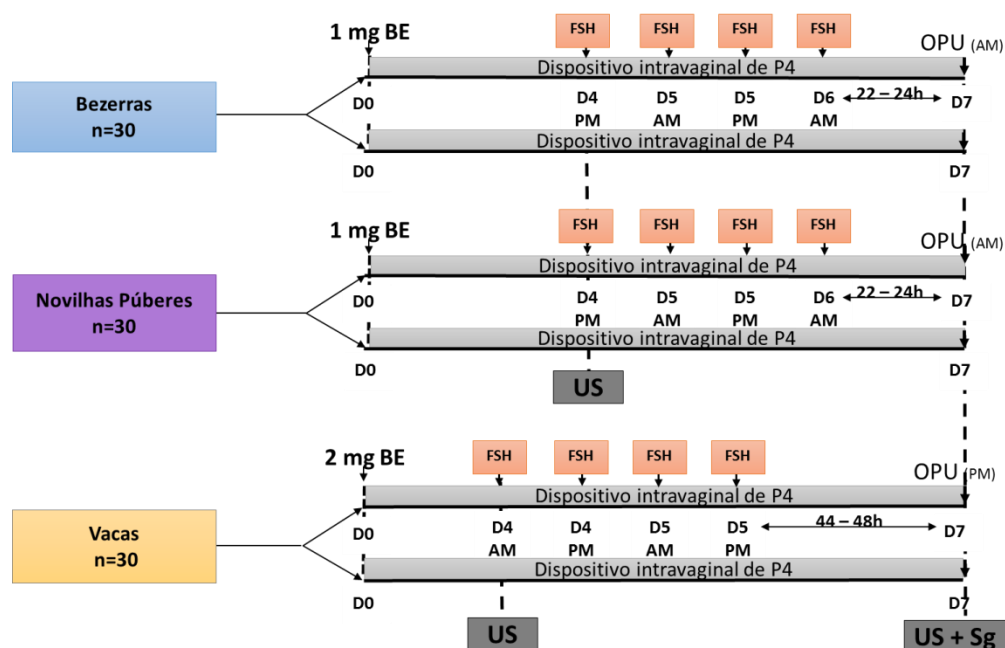 1 mg BE
FSH FSH FSH FSH
OPU (AM)
Dispositivo intravaginal de P4
Bezerras
n=30
D0 D4 D5 D5 D6 22 – 24h D7
PM AM PM AM
Dispositivo intravaginal de P4
D0 D7
1 mg BE
FSH FSH FSH FSH
OPU (AM)
Dispositivo intravaginal de P4
Novilhas Púberes
n=30
D0 D4 D5 D5 D6 22 – 24h D7
PM AM PM AM
Dispositivo intravaginal de P4
D0 D7
US
2 mg BE
FSH FSH FSH FSH
OPU (PM)
Dispositivo intravaginal de P4
Vacas
n=30
D0 D4 D4 D5 D5 44 – 48h D7
AM PM AM PM
Dispositivo intravaginal de P4
D0 D7
US US + Sg